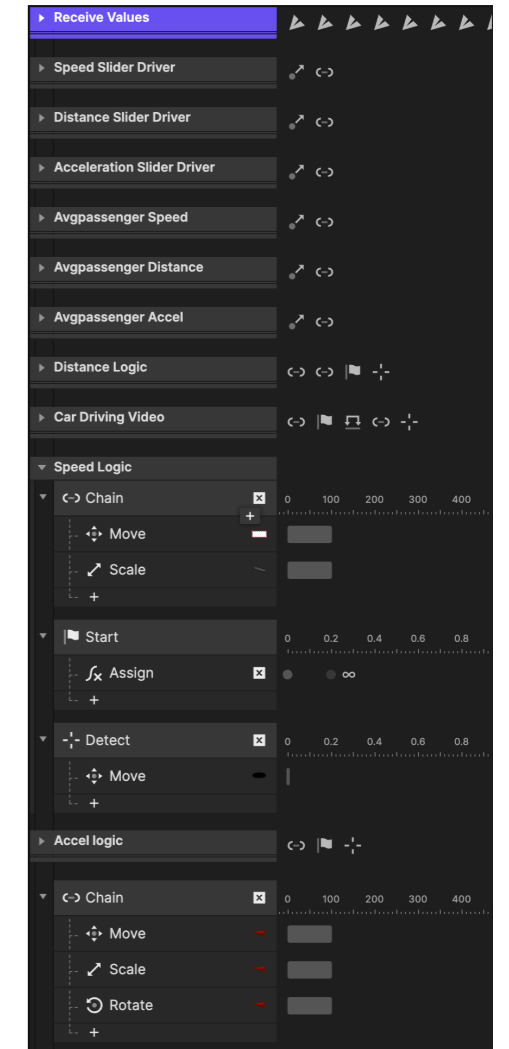 Receive Values
Speed Slider Driver
Distance Slider Driver
Acceleration Slider Driver
Avgpassenger Speed
Avgpassenger Distance
Avgpassenger Accel
Distance Logic
Car Driving Video
Speed Logic
Chain 0 100 200 300 400
+
Move
Scale
+
Start 0 0.2 0.4 0.6 0.8
fx Assign x ∞
+
Detect x 0 0.2 0.4 0.6 0.8
Move
+
Accel logic
Chain x 0 100 200 300 400
Move
Scale
Rotate
+